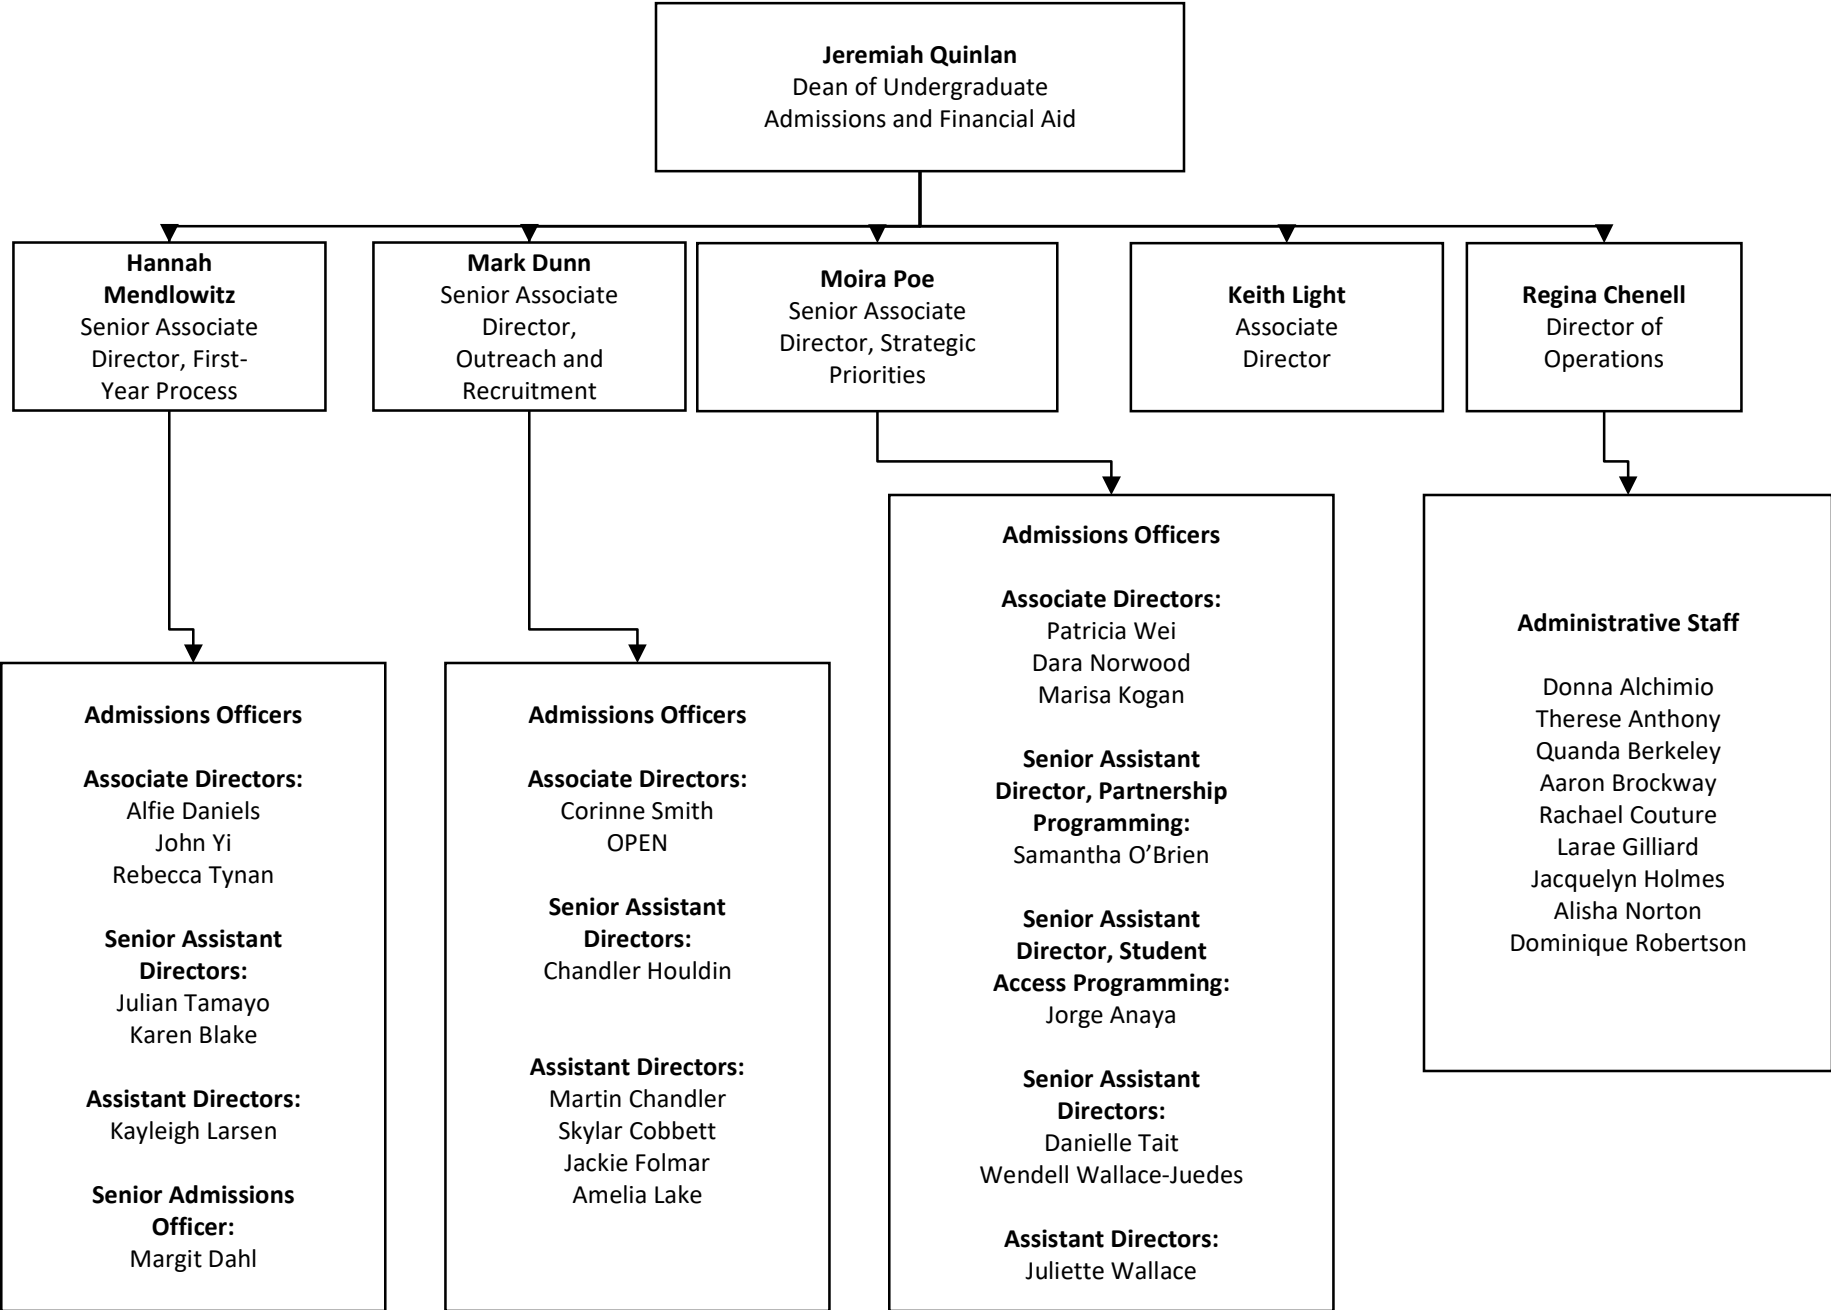 Jeremiah Quinlan
Dean of Undergraduate
Admissions and Financial Aid
Hannah
Mendlowitz
Senior Associate
Director, First-
Year Process
Mark Dunn
Senior Associate
Director,
Outreach and
Recruitment
Moira Poe
Senior Associate
Director, Strategic
Priorities
Keith Light
Associate
Director
Regina Chenell
Director of
Operations
Admissions Officers
Associate Directors:
Alfie Daniels
John Yi
Rebecca Tynan
Senior Assistant
Directors:
Julian Tamayo
Karen Blake
Assistant Directors:
Kayleigh Larsen
Senior Admissions
Officer:
Margit Dahl
Admissions Officers
Associate Directors:
Corinne Smith
OPEN
Senior Assistant
Directors:
Chandler Houldin
Assistant Directors:
Martin Chandler
Skylar Cobbett
Jackie Folmar
Amelia Lake
Admissions Officers
Associate Directors:
Patricia Wei
Dara Norwood
Marisa Kogan
Senior Assistant
Director, Partnership
Programming:
Samantha O’Brien
Senior Assistant
Director, Student
Access Programming:
Jorge Anaya
Senior Assistant
Directors:
Danielle Tait
Wendell Wallace-Juedes
Assistant Directors:
Juliette Wallace
Administrative Staff
Donna Alchimio
Therese Anthony
Quanda Berkeley
Aaron Brockway
Rachael Couture
Larae Gilliard
Jacquelyn Holmes
Alisha Norton
Dominique Robertson